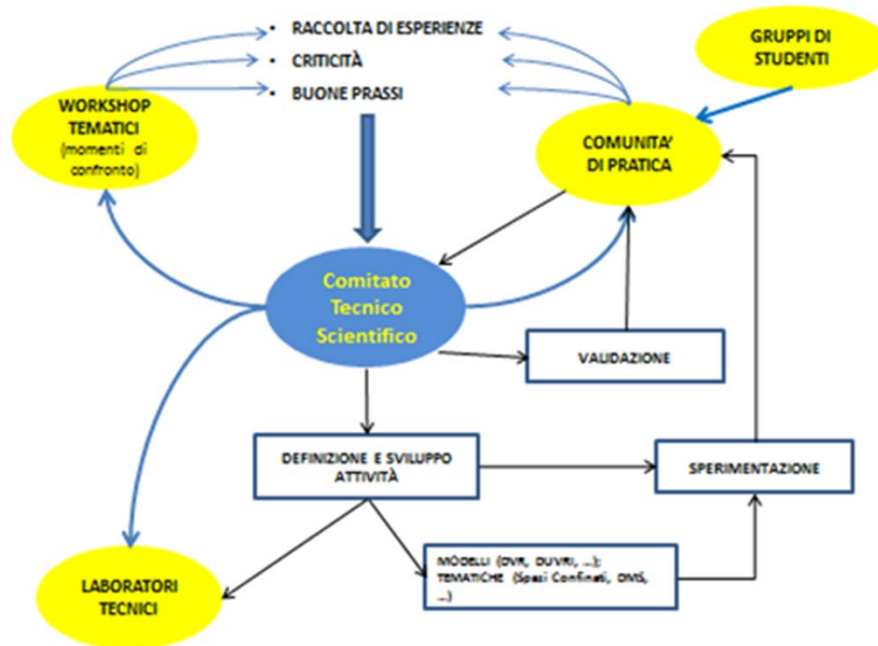 • RACCOLTA DI ESPERIENZE
• CRITICITÀ
• BUONE PRASSI
GRUPPI DI
STUDENTI
WORKSHOP
TEMATICI
(momenti di
confronto)
COMUNITA'
DI PRATICA
Comitato
Tecnico
Scientifico
VALIDAZIONE
DEFINIZIONE E SVILUPPO
ATTIVITÀ
SPERIMENTAZIONE
MODELLI (DVR, DUVRI, ...);
TEMATICHE (Spazi Confinati, DMS,
...)
LABORATORI
TECNICI